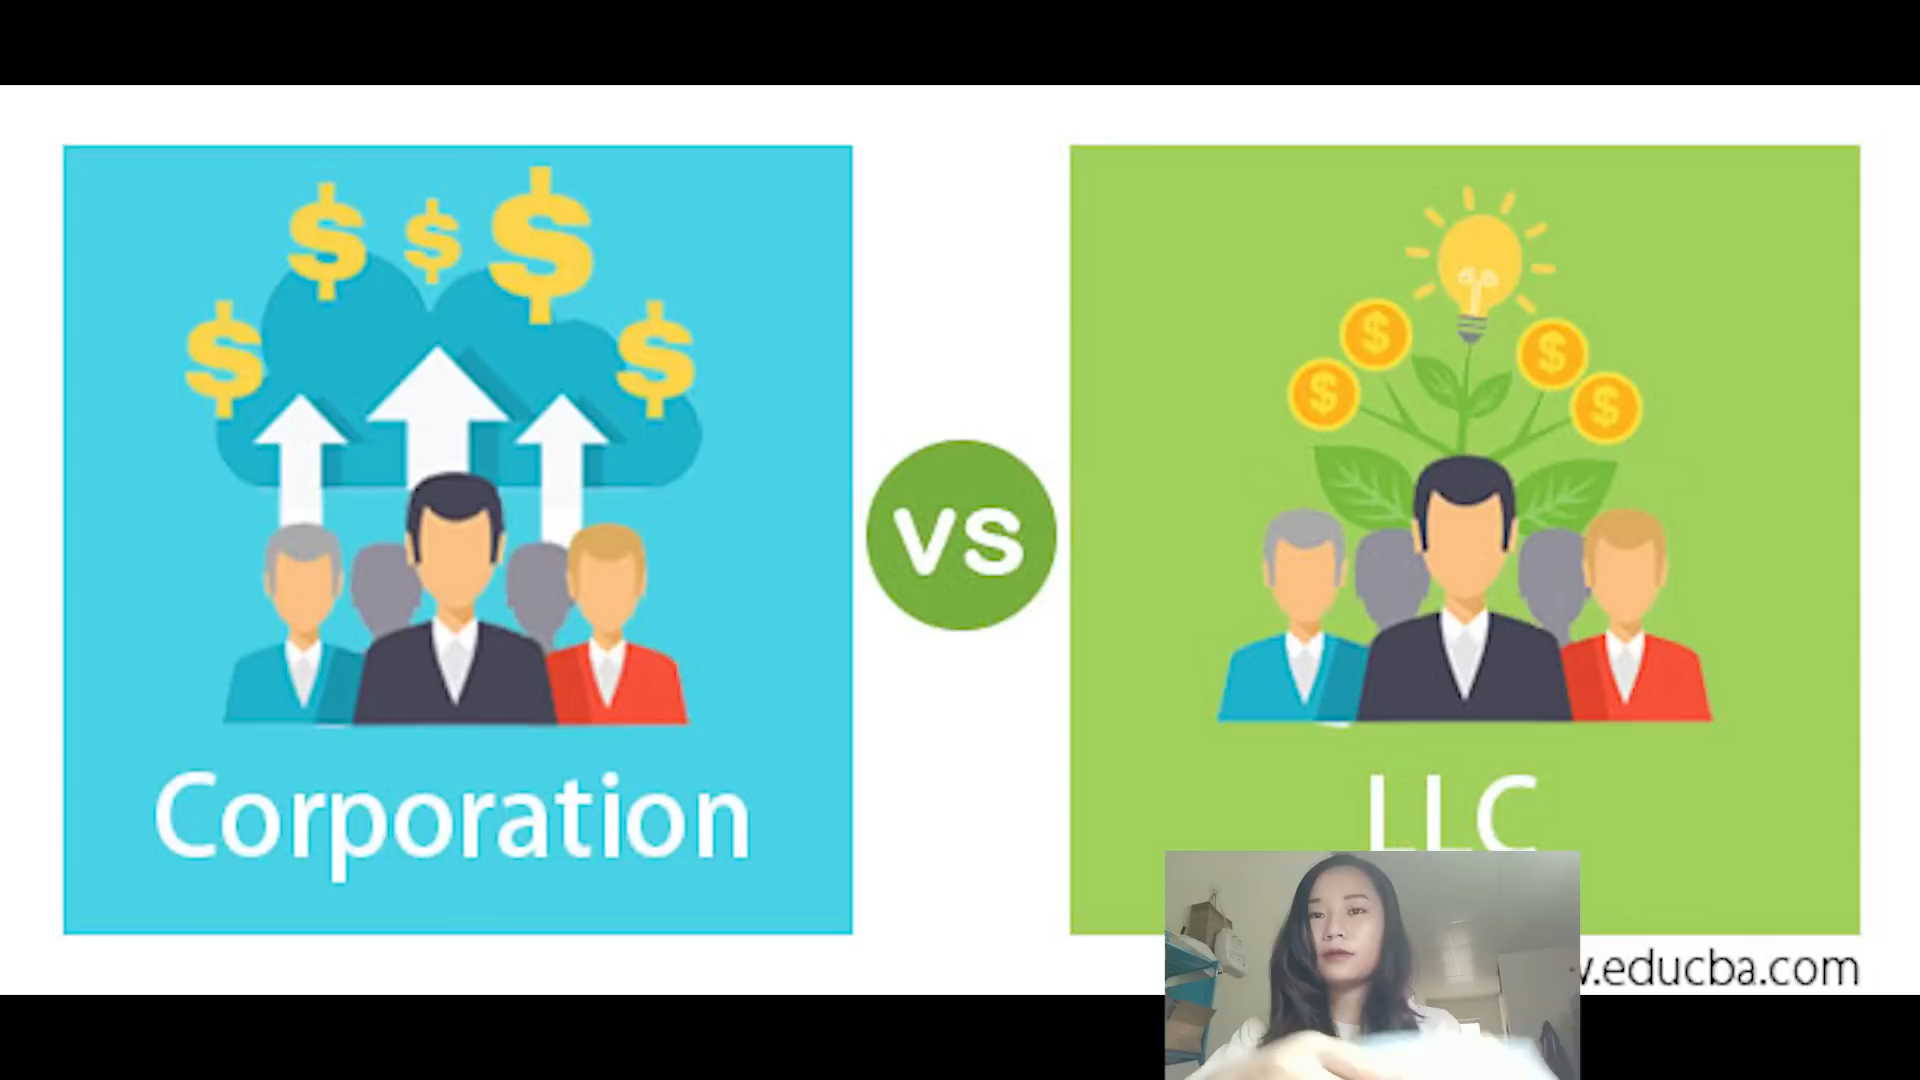 $ $ $ $ $
$ $ $ $
VS
Corporation
LLC
.educba.com